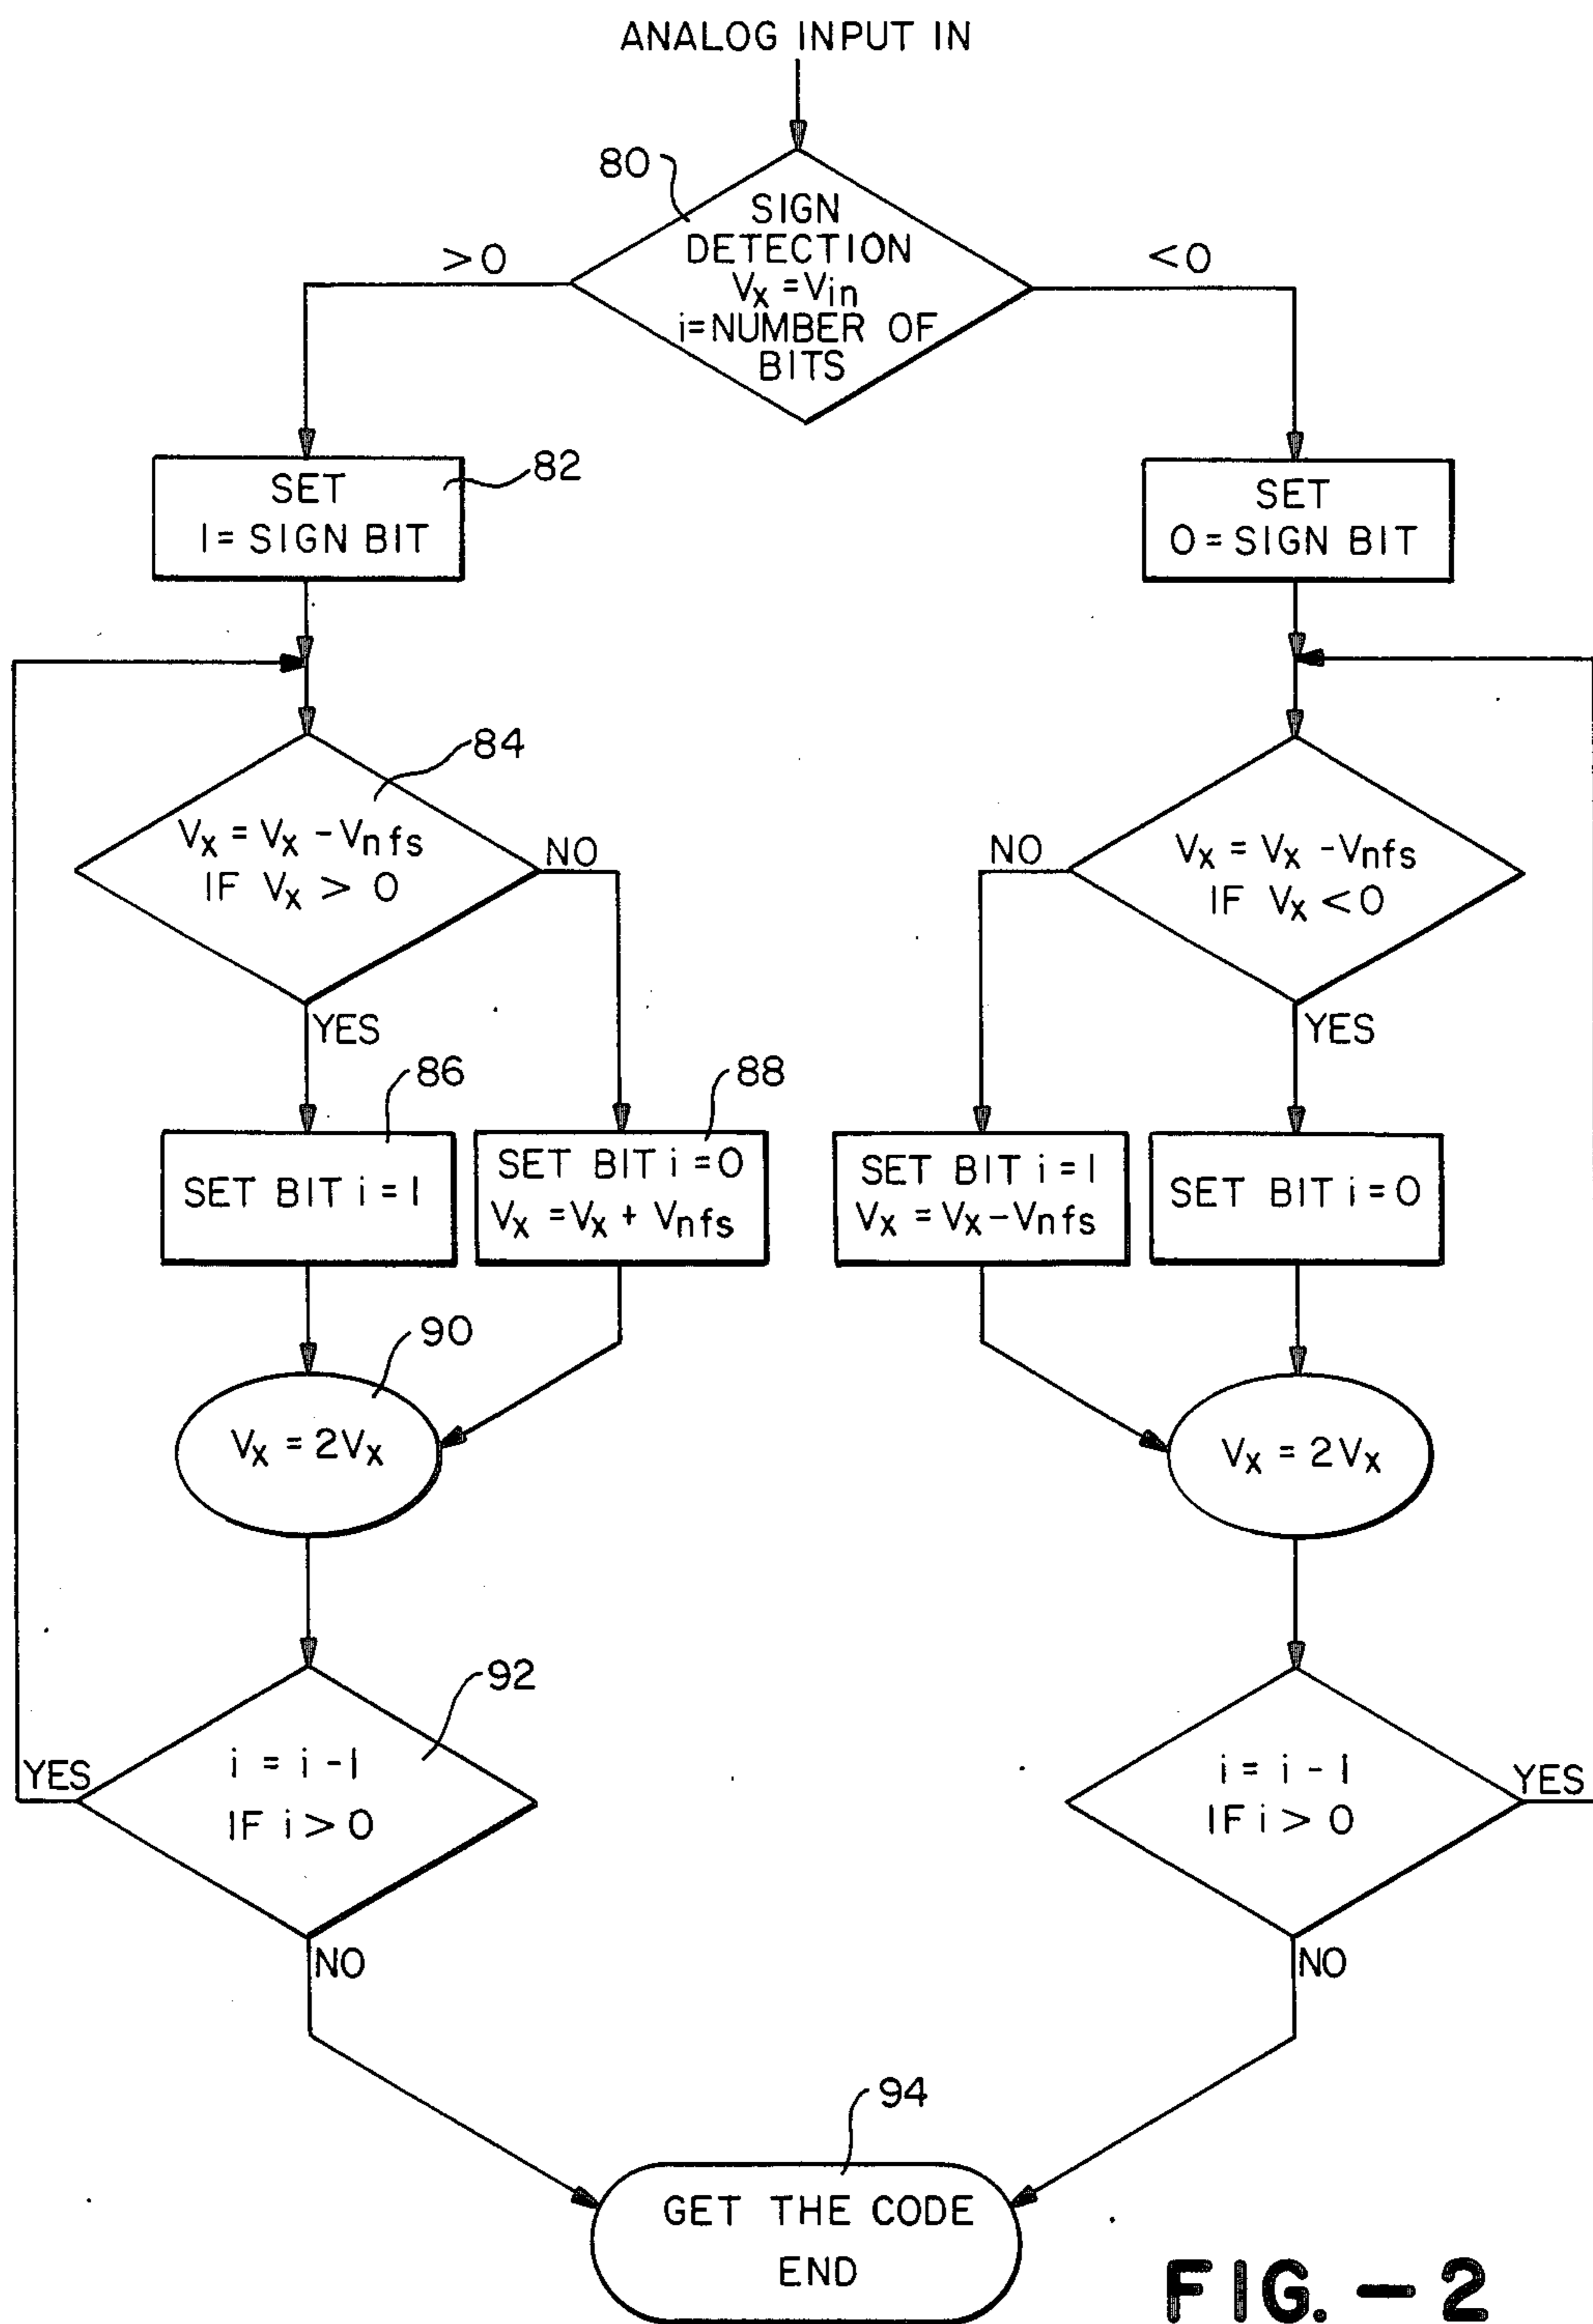 ANALOG INPUT IN
80
SIGN
DETECTION
Vx = Vin
i=NUMBER OF
BITS
>0
<0
SET
1= SIGN BIT
82
SET
0 = SIGN BIT
84
Vx = Vx - Vnfs
IF Vx > 0
NO
YES
NO
Vx = Vx -Vnfs
IF Vx <0
YES
86
SET BIT i = 1
88
SET BIT i =0
Vx =Vx + Vnfs
SET BIT i = 1
Vx = Vx-Vnfs
SET BIT i = 0
90
Vx = 2Vx
Vx = 2Vx
92
YES
i = i -1
IF i > 0
NO
i = i - 1
IF i > 0
YES
NO
94
GET THE CODE
END
FIG. - 2